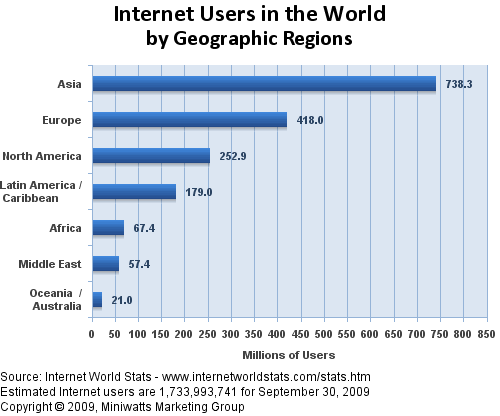 Internet Users in the World
by Geographic Regions
Asia
738.3
Europe
418.0
North America
252.9
Latin America /
Caribbean
179.0
Africa
67.4
Middle East
57.4
Oceania /
Australia
21.0
0 50 100 150 200 250 300 350 400 450 500 550 600 650 700 750 800 850
Millions of Users
Source: Internet World Stats - www.internetworldstats.com/stats.htm
Estimated Internet users are 1,733,993,741 for September 30, 2009
Copyright © 2009, Miniwatts Marketing Group